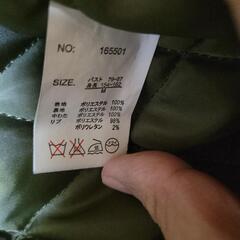 NO: 165501
SIZE. バスト 79-87
身長 154-162
M
表地 ポリエステル 100%
裏地 ポリエステル 100%
中わた ポリエステル 100%
リブ ポリエステル 98%
ポリウレタン 2%